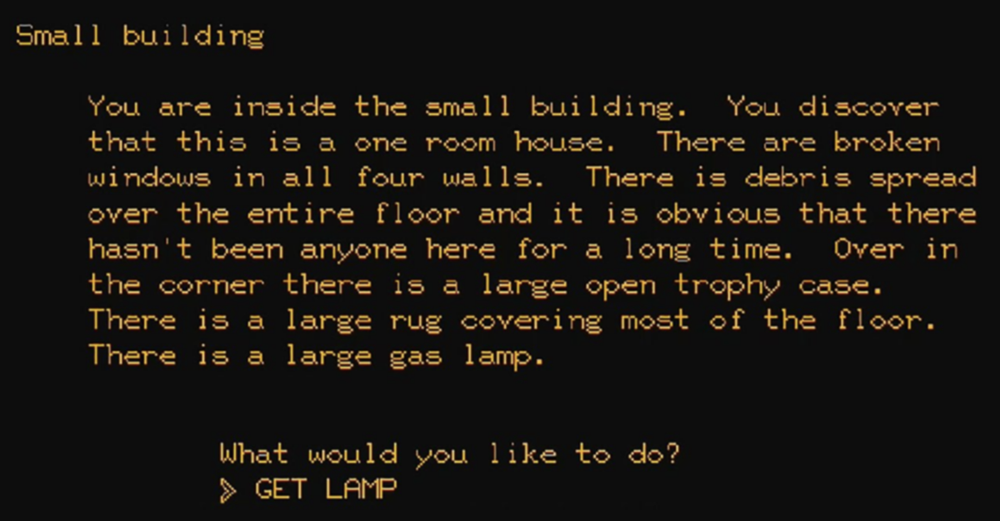 Small building
You are inside the small building.  You discover
that this is a one room house.  There are broken
windows in all four walls.  There is debris spread
over the entire floor and it is obvious that there
hasn't been anyone here for a long time.  Over in
the corner there is a large open trophy case.
There is a large rug covering most of the floor.
There is a large gas lamp.
What would you like to do?
> GET LAMP